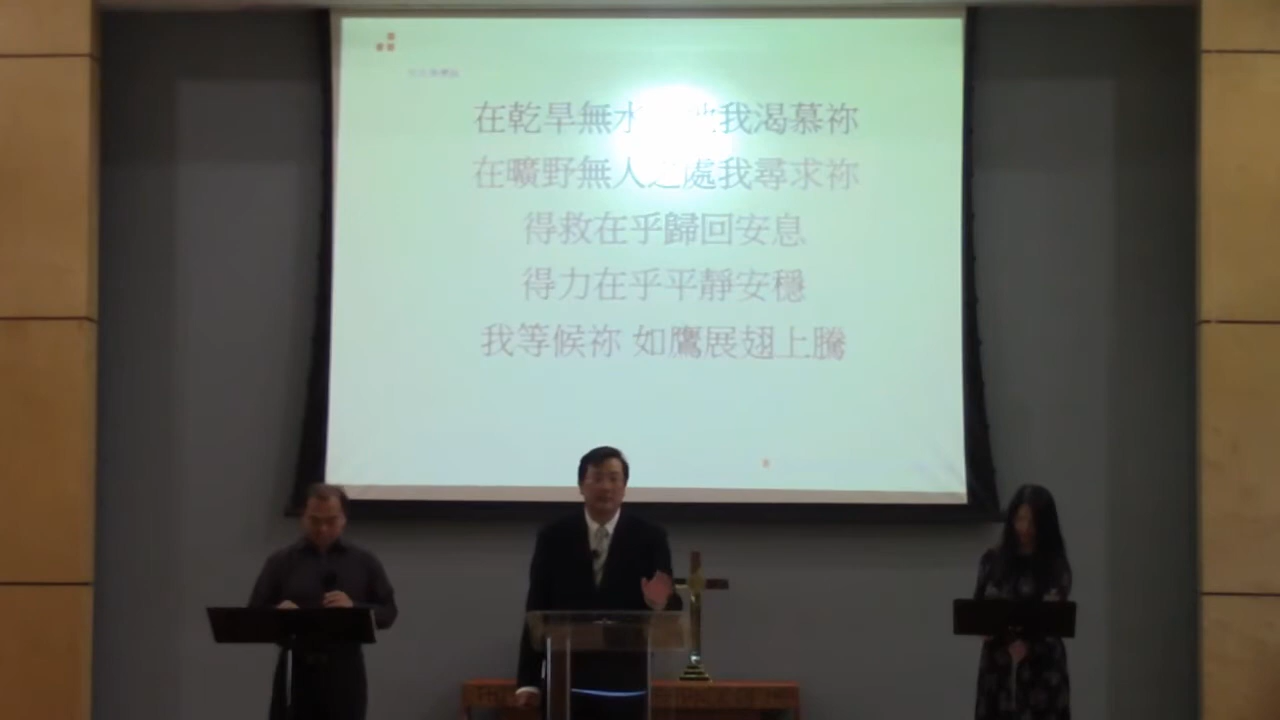 在乾旱無水 我渴慕祢
在曠野無人之處我尋求祢
得救在乎歸回安息
得力在乎平靜安穩
我等候祢 如鷹展翅上騰